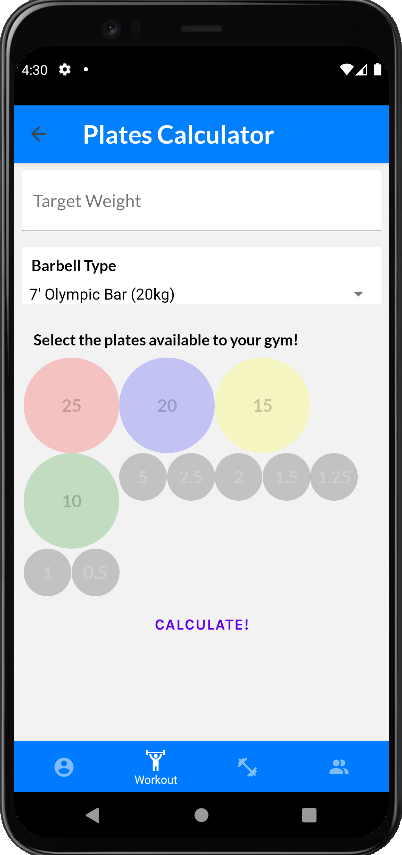 4:30
Plates Calculator
Target Weight
Barbell Type
7' Olympic Bar (20kg)
Select the plates available to your gym!
25 20 15
10 5 2.5 2 1.5 1.25
1 0.5
CALCULATE!
Workout